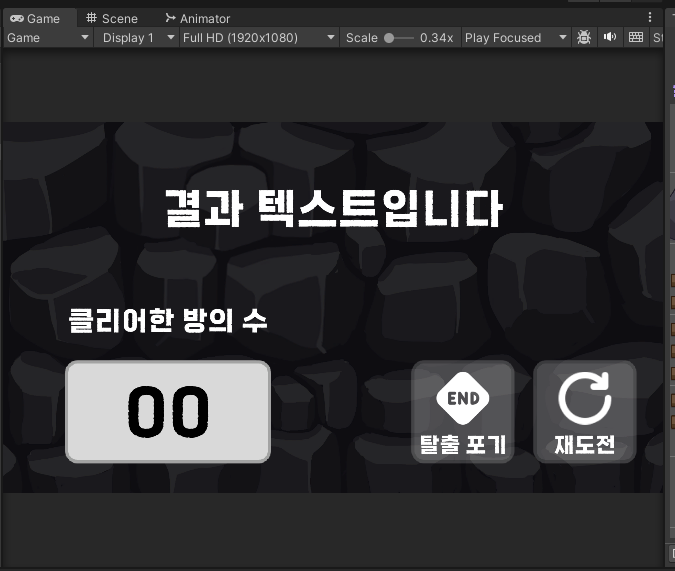 Game Scene Animator
Game Display 1 Full HD (1920x1080) Scale 0.34x Play Focused St
결과 텍스트입니다
클리어한 방의 수
00
END
탈출 포기 재도전